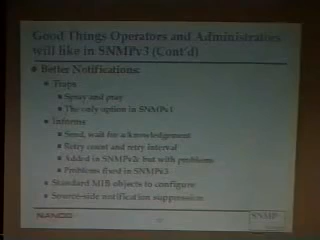 Good Things Operators and Administrators
will like in SNMPv3 (Cont'd)
Better Notifications:
Traps
Spray and pray
The only option in SNMPv1
Informs
Send, wait for acknowledgement
Retry count and retry interval
Added in SNMPv2c but with problems
Problems fixed in SNMPv3
Standard MIB objects to configure
Source-side notification suppression
NANOG
SNMP